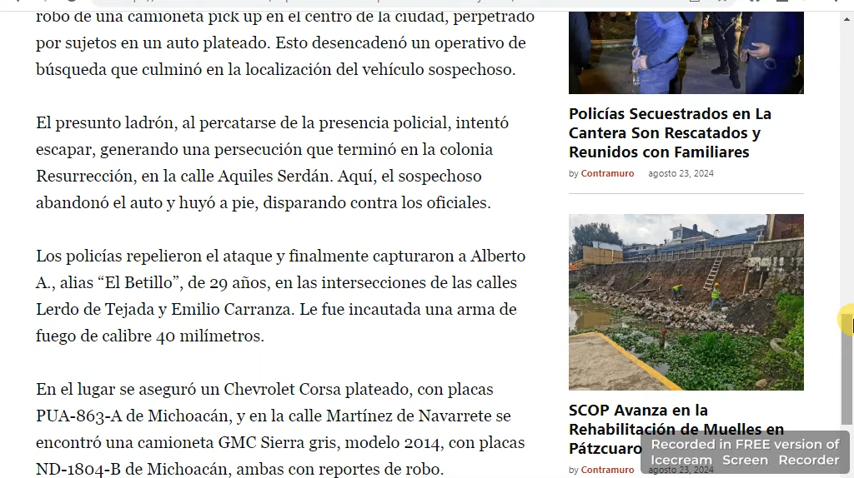 robo de una camioneta pick up en el centro de la ciudad, perpetrado
por sujetos en un auto plateado. Esto desencadenó un operativo de
búsqueda que culminó en la localización del vehículo sospechoso.
El presunto ladrón, al percatarse de la presencia policial, intentó
escapar, generando una persecución que terminó en la colonia
Resurrección, en la calle Aquiles Serdán. Aquí, el sospechoso
abandonó el auto y huyó a pie, disparando contra los oficiales.
Los policías repelieron el ataque y finalmente capturaron a Alberto
A., alias “El Betillo”, de 29 años, en las intersecciones de las calles
Lerdo de Tejada y Emilio Carranza. Le fue incautada una arma de
fuego de calibre 40 milímetros.
En el lugar se aseguró un Chevrolet Corsa plateado, con placas
PUA-863-A de Michoacán, y en la calle Martínez de Navarrete se
encontró una camioneta GMC Sierra gris, modelo 2014, con placas
ND-1804-B de Michoacán, ambas con reportes de robo.
Policías Secuestrados en La
Cantera Son Rescatados y
Reunidos con Familiares
by Contramuro agosto 23, 2024
SCOP Avanza en la
Rehabilitación de Muelles en
Pátzcuaro
by Contramuro agosto 23, 2024
Recorded in FREE version of
Icecream Screen Recorder